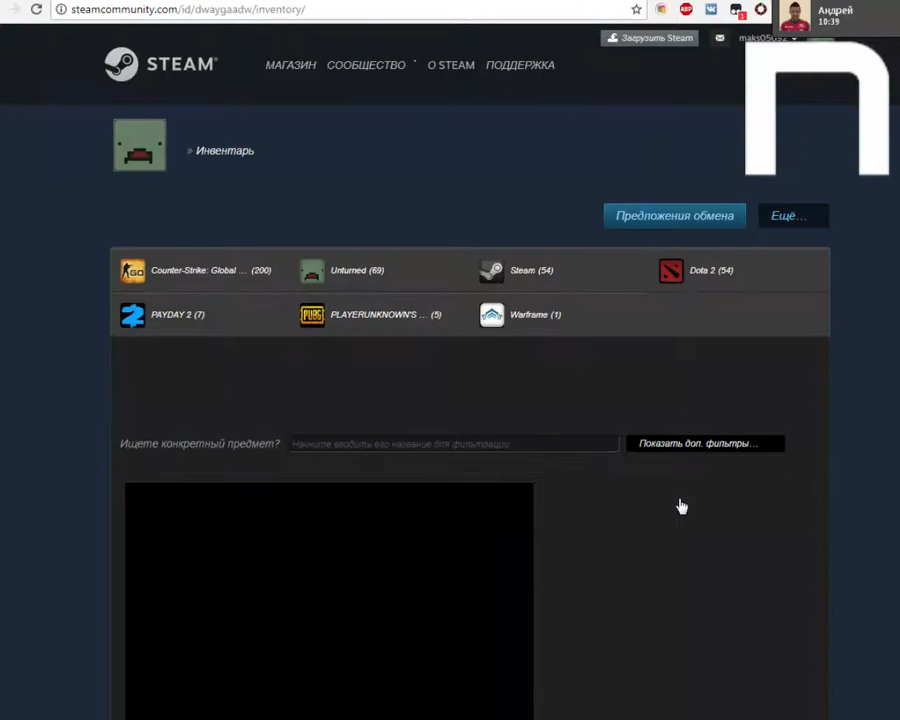 steamcommunity.com/id/dwaygaadw/inventory/
ABP
1
Андрей
10:39
Загрузить Steam
STEAM
МАГАЗИН СООБЩЕСТВО О STEAM ПОДДЕРЖКА
» Инвентарь
Предложения обмена Ещё...
Counter-Strike: Global ... (200) Unturned (69) Steam (54) Dota 2 (54)
PAYDAY 2 (7) PLAYERUNKNOWN'S ... (5) Warframe (1)
Ищете конкретный предмет? Начните вводить его название для фильтрации Показать доп. фильтры...